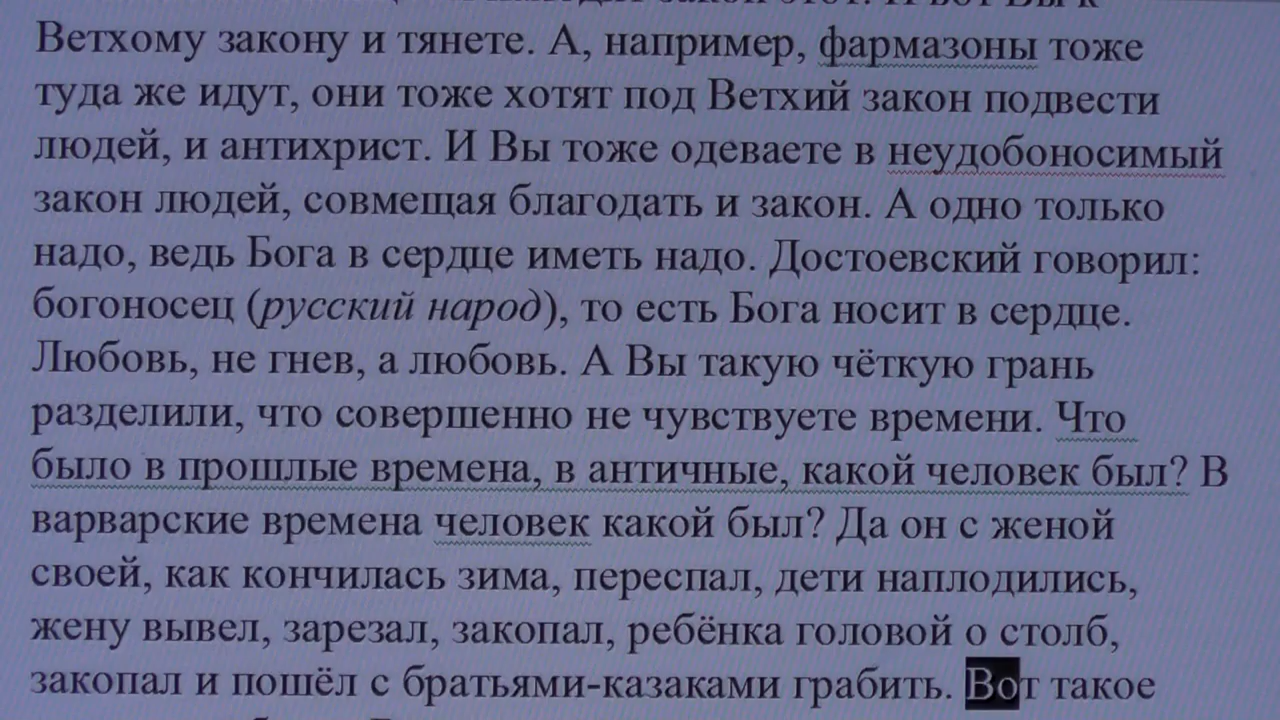 Ветхому закону и тянете. А, например, фармазоны тоже
туда же идут, они тоже хотят под Ветхий закон подвести
людей, и антихрист. И Вы тоже одеваете в неудобоносимый
закон людей, совмещая благодать и закон. А одно только
надо, ведь Бога в сердце иметь надо. Достоевский говорил:
богоносец (русский народ), то есть Бога носит в сердце.
Любовь, не гнев, а любовь. А Вы такую чёткую грань
разделили, что совершенно не чувствуете времени. Что
было в прошлые времена, в античные, какой человек был? В
варварские времена человек какой был? Да он с женой
своей, как кончилась зима, переспал, дети наплодились,
жену вывел, зарезал, закопал, ребёнка головой о столб,
закопал и пошёл с братьями-казаками грабить. Вот такое